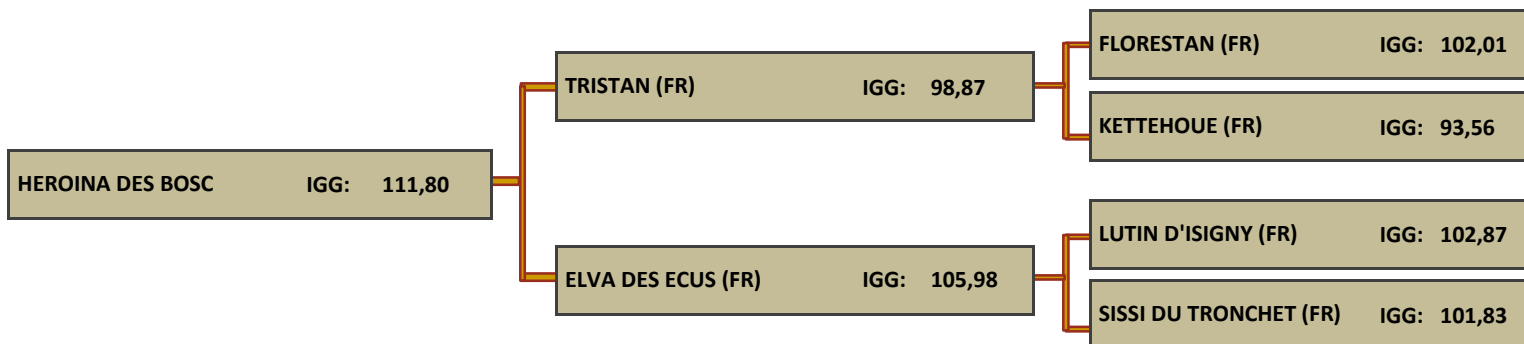 FLORESTAN (FR) IGG: 102,01
TRISTAN (FR) IGG: 98,87
KETTEHOUE (FR) IGG: 93,56
HEROINA DES BOSC IGG: 111,80
LUTIN D'ISIGNY (FR) IGG: 102,87
ELVA DES ECUS (FR) IGG: 105,98
SISSI DU TRONCHET (FR) IGG: 101,83